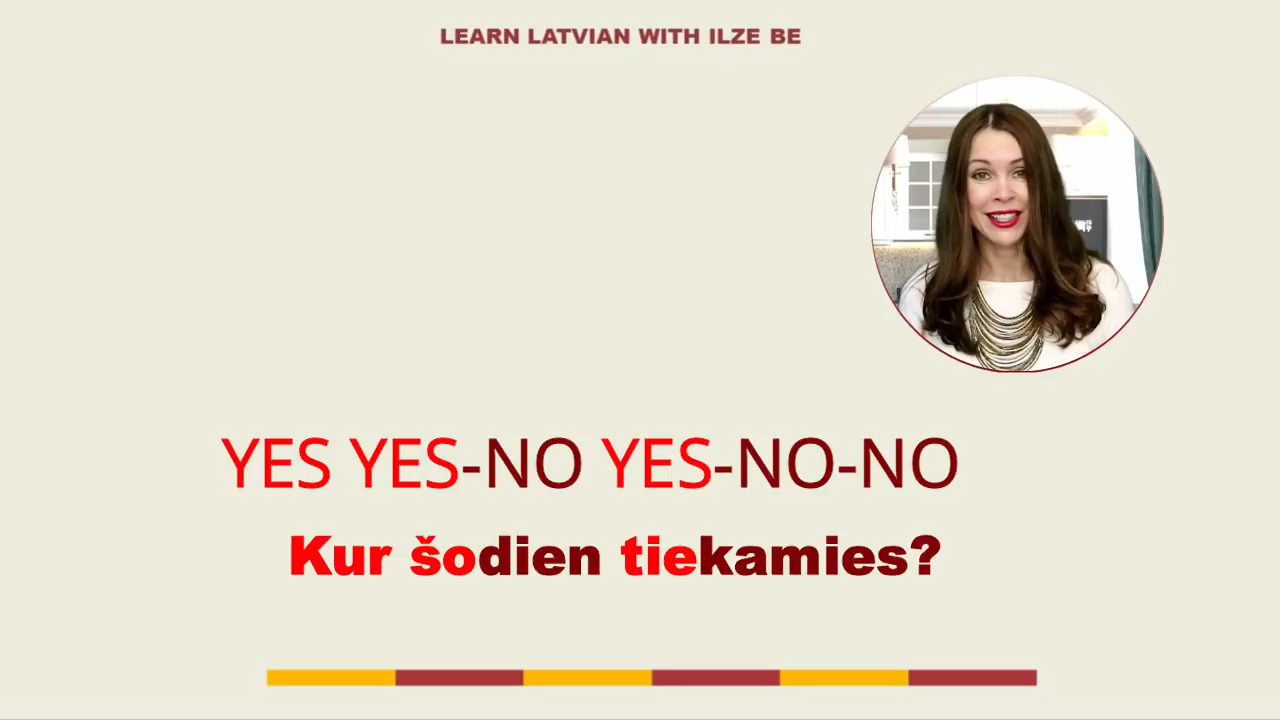 LEARN LATVIAN WITH ILZE BE
YES YES-NO YES-NO-NO
Kur šodien tiekamies?